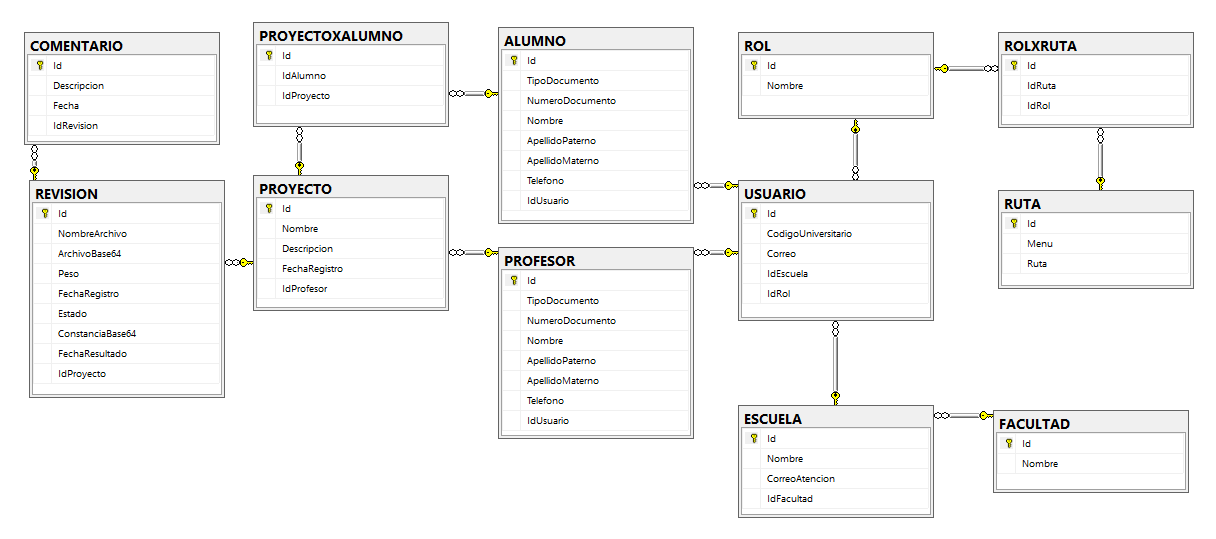 COMENTARIO
Id
Descripcion
Fecha
IdRevision
REVISION
Id
NombreArchivo
ArchivoBase64
Peso
FechaRegistro
Estado
ConstanciaBase64
FechaResultado
IdProyecto
PROYECTOXALUMNO
Id
IdAlumno
IdProyecto
PROYECTO
Id
Nombre
Descripcion
FechaRegistro
IdProfesor
ALUMNO
Id
TipoDocumento
NumeroDocumento
Nombre
ApellidoPaterno
ApellidoMaterno
Telefono
IdUsuario
PROFESOR
Id
TipoDocumento
NumeroDocumento
Nombre
ApellidoPaterno
ApellidoMaterno
Telefono
IdUsuario
ROL
Id
Nombre
USUARIO
Id
CodigoUniversitario
Correo
IdEscuela
IdRol
ESCUELA
Id
Nombre
CorreoAtencion
IdFacultad
ROLXRUTA
Id
IdRuta
IdRol
RUTA
Id
Menu
Ruta
FACULTAD
Id
Nombre